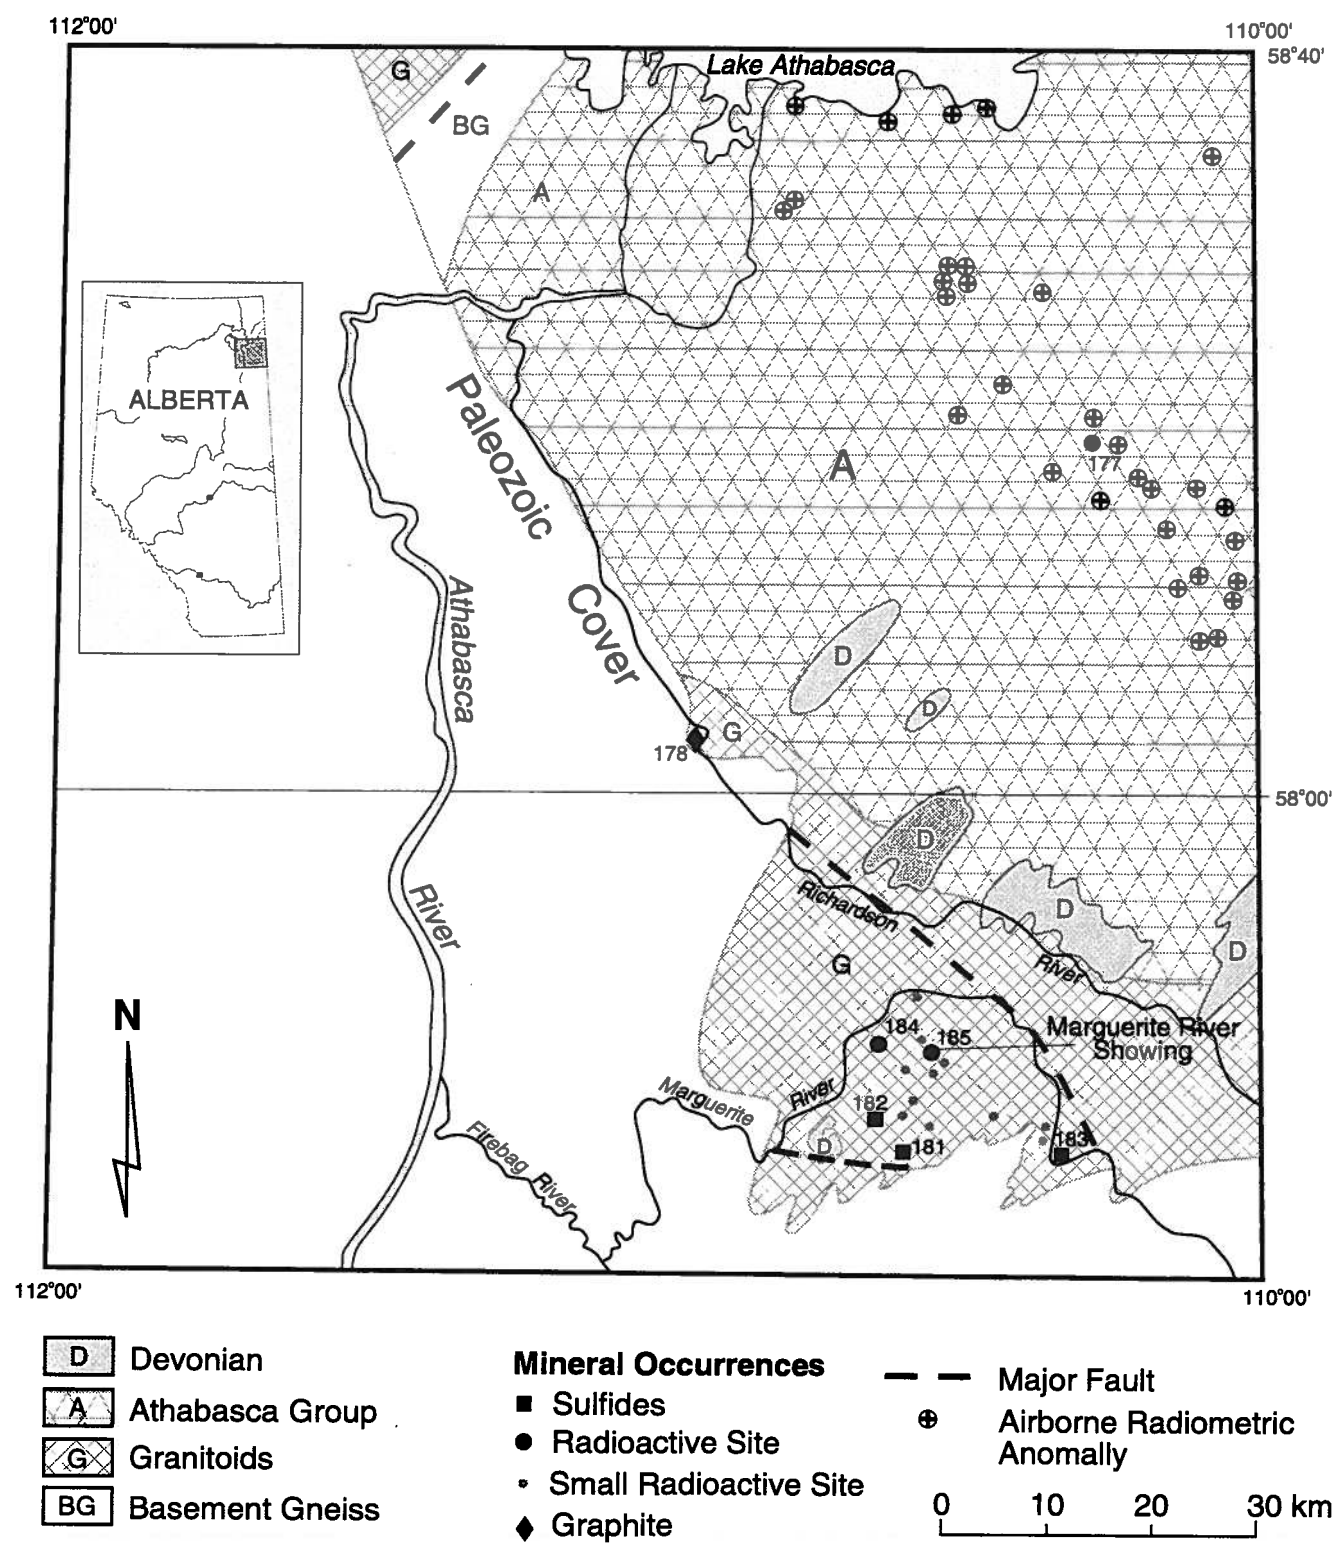 112°00'
110°00'
58°40'
Lake Athabasca
G
BG
A
ALBERTA
Paleozoic
Cover
A
177
Athabasca
River
D
D
G
178
58°00'
D
Richardson
River
D
D
G
N
184
185
Marguerite River
Showing
Marguerite
River
182
D
181
183
Firebag River
112°00'
110°00'
D Devonian
A Athabasca Group
G Granitoids
BG Basement Gneiss
Mineral Occurrences
Sulfides
Radioactive Site
Small Radioactive Site
Graphite
Major Fault
Airborne Radiometric
Anomally
0 10 20 30 km